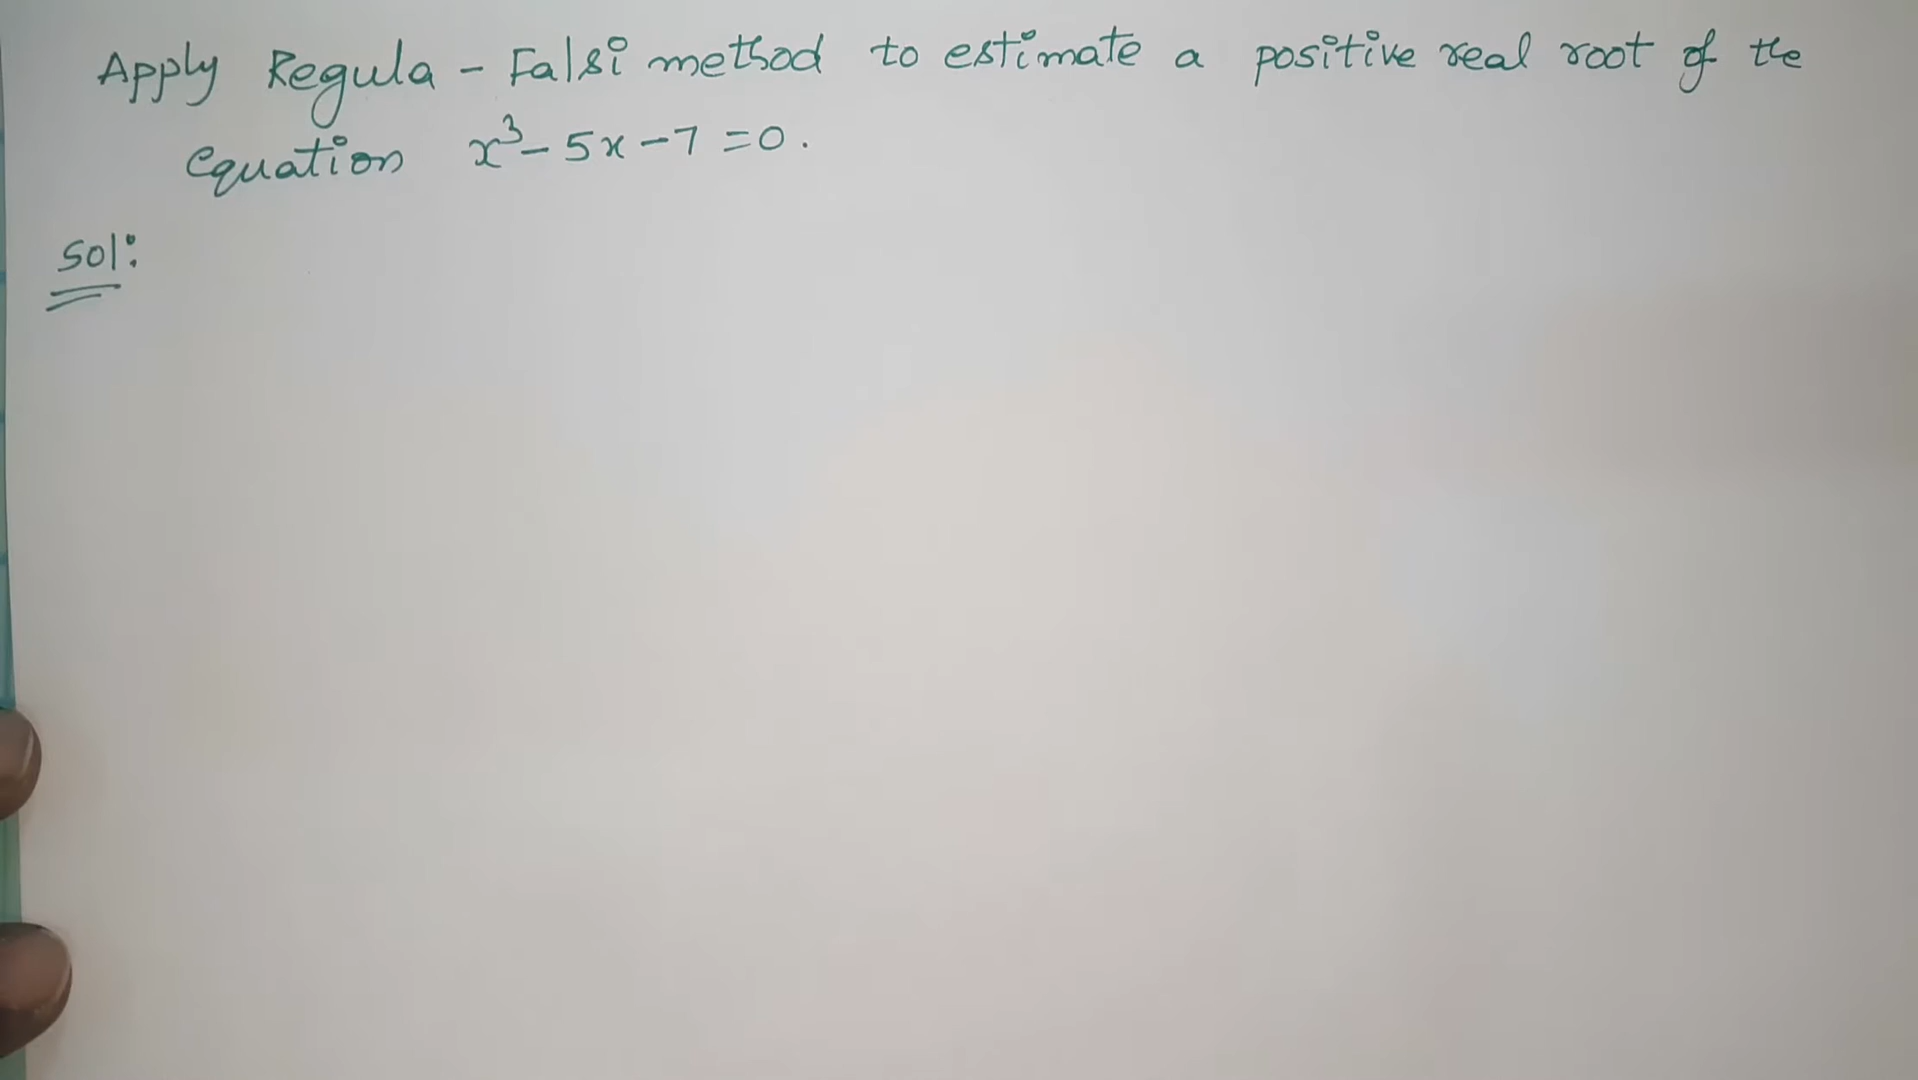 Apply Regula - Falsi method to estimate a positive real root of the
equation x³ - 5x - 7 = 0.
Sol: